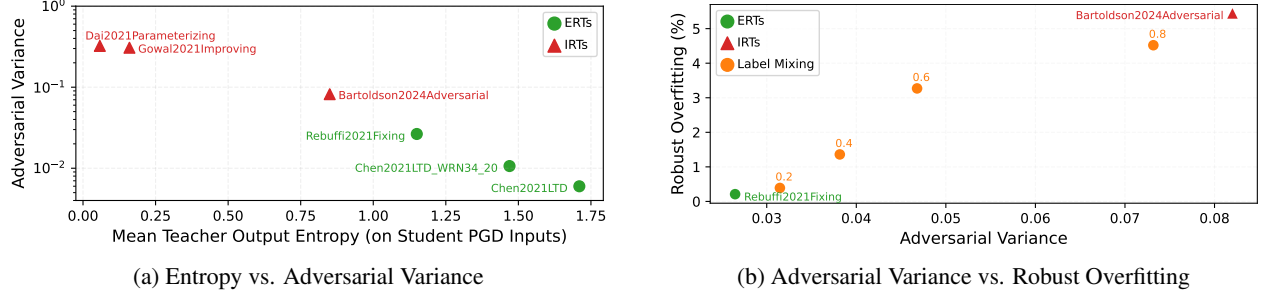 10⁰
10⁻¹
10⁻²
Adversarial Variance
Dai2021Parameterizing
Gowal2021Improving
Bartoldson2024Adversarial
Rebuffi2021Fixing
Chen2021LTD_WRN34_20
Chen2021LTD
ERTs
IRTs
0.00 0.25 0.50 0.75 1.00 1.25 1.50 1.75
Mean Teacher Output Entropy (on Student PGD Inputs)
(a) Entropy vs. Adversarial Variance
5
4
3
2
1
0
Robust Overfitting (%)
ERTs
IRTs
Label Mixing
Bartoldson2024Adversarial
0.8
0.6
0.4
0.2
Rebuffi2021Fixing
0.03 0.04 0.05 0.06 0.07 0.08
Adversarial Variance
(b) Adversarial Variance vs. Robust Overfitting